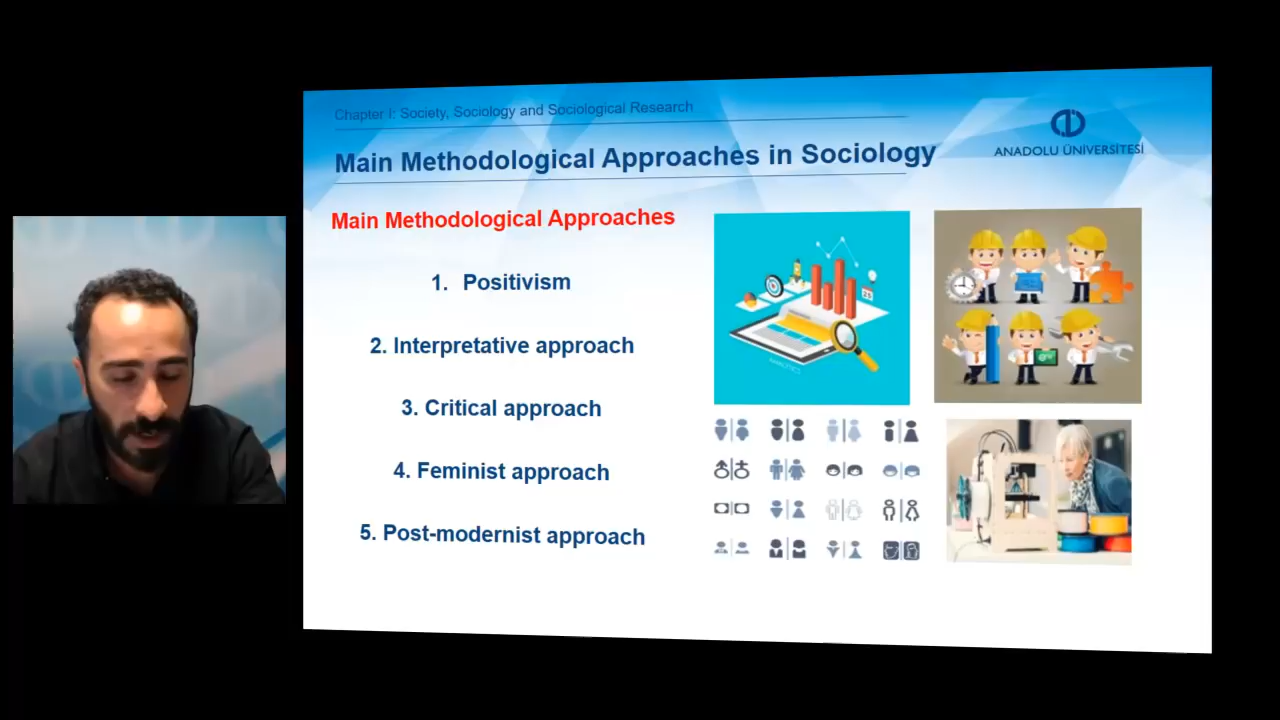 Chapter I: Society, Sociology and Sociological Research
Main Methodological Approaches in Sociology
ANADOLU ÜNİVERSİTESİ
Main Methodological Approaches
1. Positivism
2. Interpretative approach
3. Critical approach
4. Feminist approach
5. Post-modernist approach